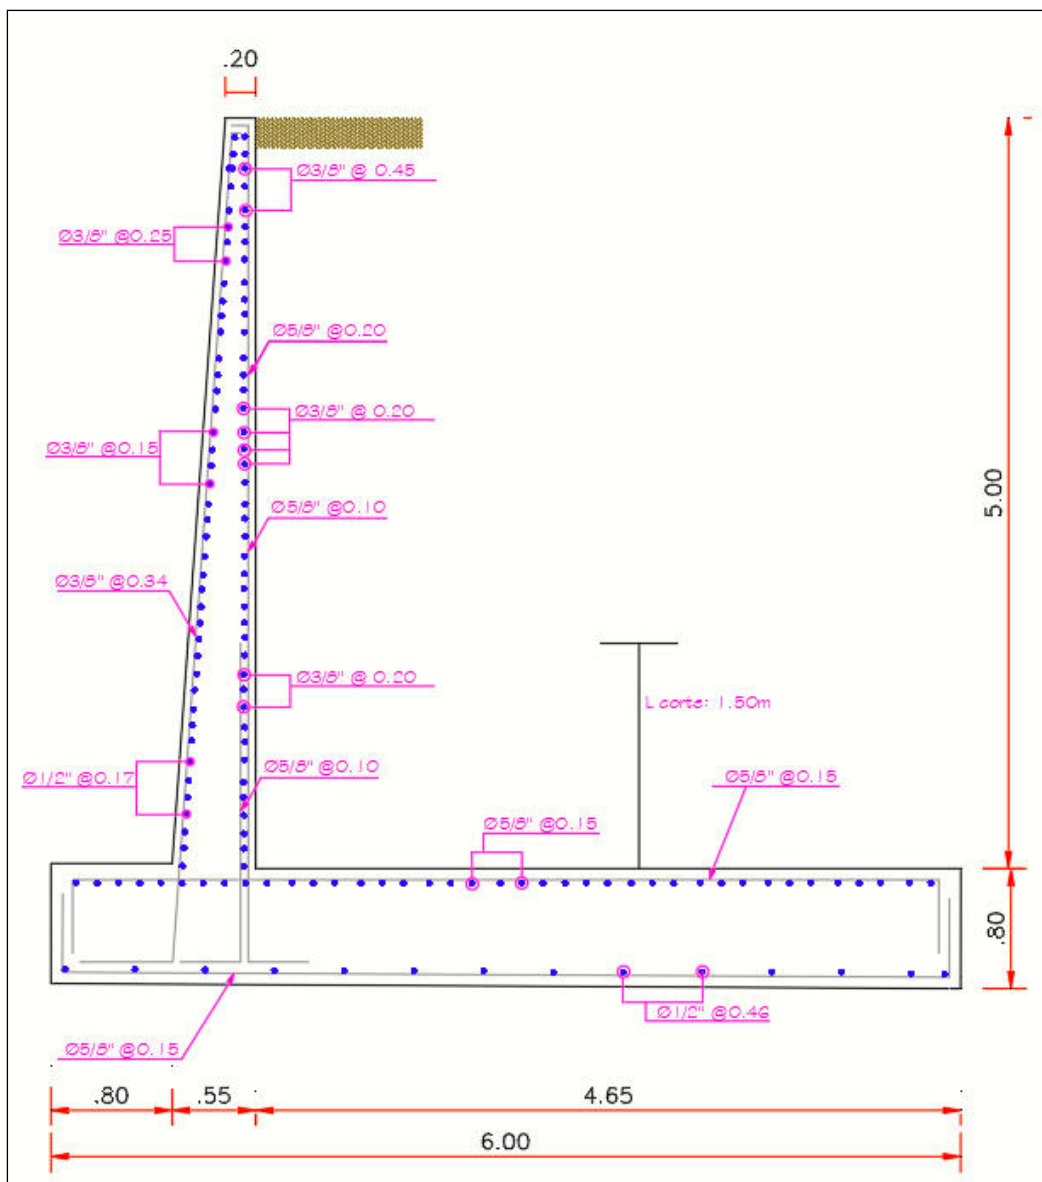 .20
Ø3/8" @ 0.45
Ø3/8" @0.25
Ø5/8" @0.20
Ø3/8" @ 0.20
Ø3/8" @0.15
5.00
Ø5/8" @0.10
Ø3/8" @0.34
Ø3/8" @ 0.20
L corte: 1.50m
Ø5/8" @0.10
Ø1/2" @0.17
Ø5/8" @0.15
Ø5/8" @0.15
.80
Ø1/2" @0.46
Ø5/8" @0.15
.80
.55
4.65
6.00